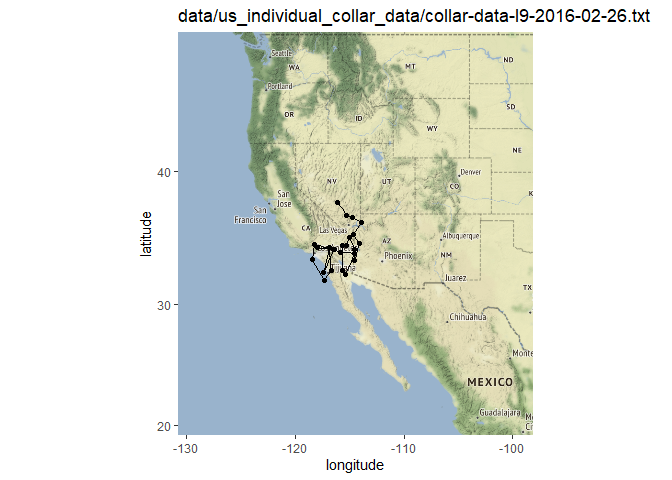 data/us_individual_collar_data/collar-data-I9-2016-02-26.txt
Seattle
WA
MT
ND
Portland
OR
ID
SD
WY
NE
40
NV
UT
Denver
CO
K
San
Jose
San
Francisco
Las Vegas
CA
AZ
Albuquerque
Phoenix
NM
Juarez
TX
30
Chihuahua
Monte
MEXICO
Guadalajara
20
-130
-120
-110
-100
longitude
latitude